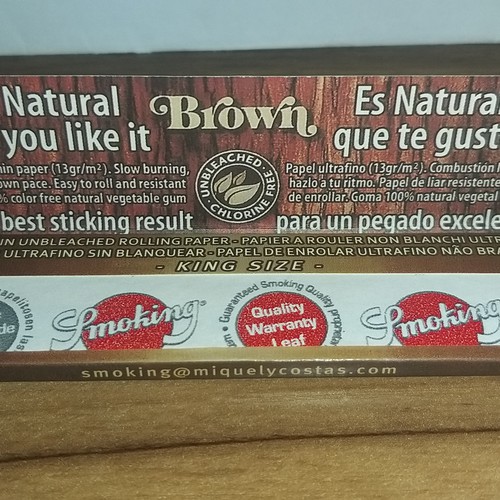 Natural
you like it
Brown
Es Natura
que te gust
in paper (13gr/m²). Slow burning,
own pace. Easy to roll and resistant
% color free natural vegetable gum
best sticking result
UNBLEACHED
CHLORINE FREE
Papel ultrafino (13gr/m²). Combustión l
hazlo a tu ritmo. Papel de liar resistente
de enrollar. Goma 100% natural vegetal
para un pegado excele
IN UNBLEACHED ROLLING PAPER - PAPIER A ROULER NON BLANCHI ULT
ULTRAFINO SIN BLANQUEAR - PAPEL DE ENROLAR ULTRAFINO NÃO BRA
- KING SIZE -
Smoking
Guaranteed Smoking Quality
Quality
Warranty
Leaf
Smoking
smoking@miquelycostas.com